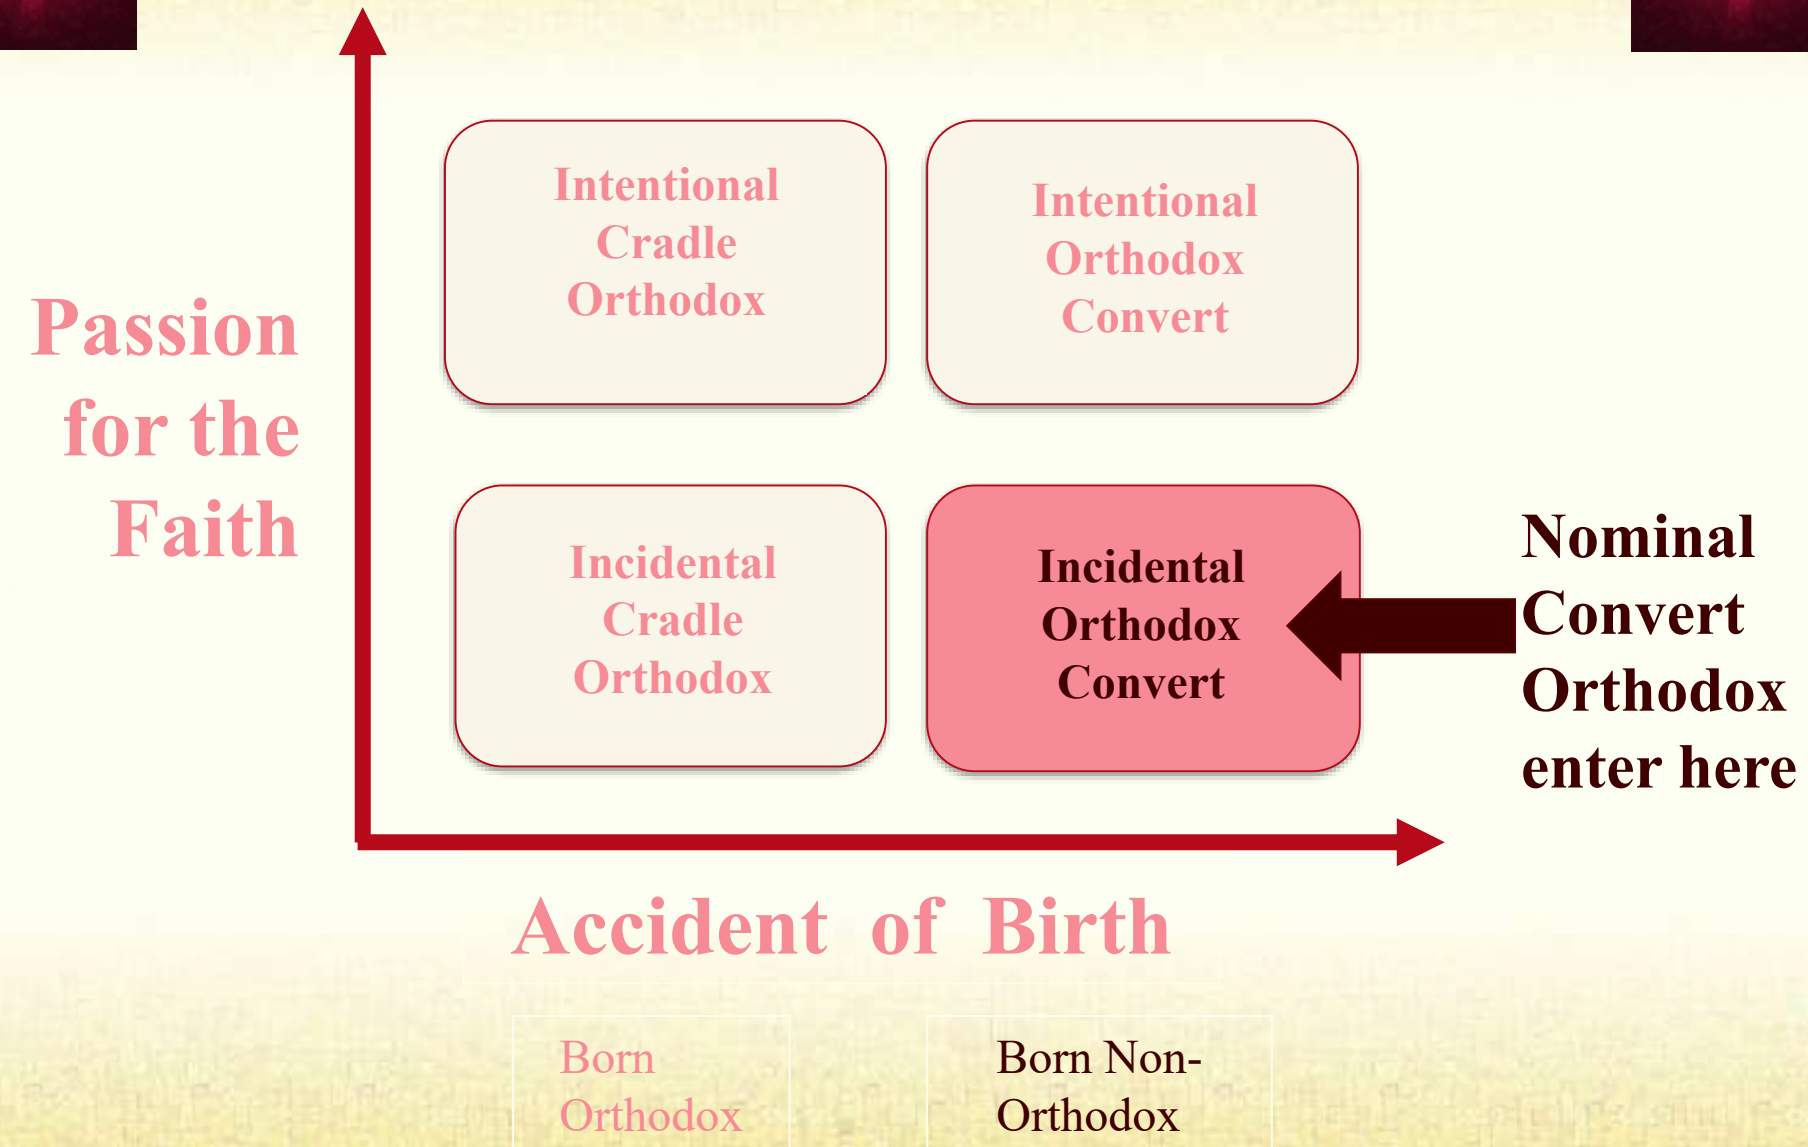 Intentional
Cradle
Orthodox
Intentional
Orthodox
Convert
Passion
for the
Faith
Incidental
Cradle
Orthodox
Incidental
Orthodox
Convert
Nominal
Convert
Orthodox
enter here
Accident of Birth
Born
Orthodox
Born Non-
Orthodox